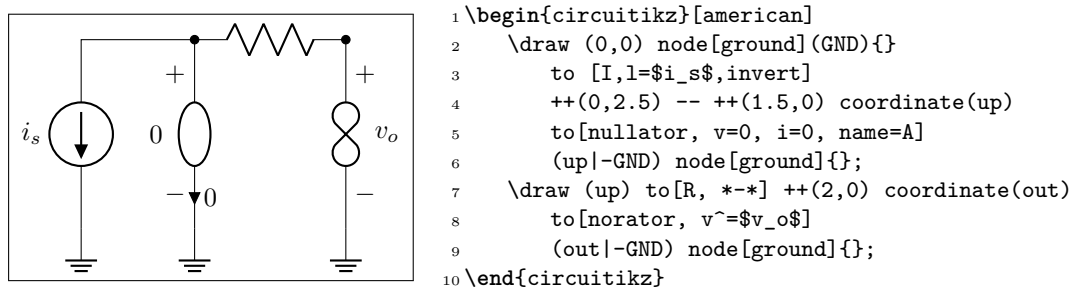 i_s
+
0
−
0
+
v_o
−
1 \begin{circuitikz}[american]
2 \draw (0,0) node[ground](GND){}
3 to [I,l=$i_s$,invert]
4 ++(0,2.5) -- ++(1.5,0) coordinate(up)
5 to[nullator, v=0, i=0, name=A]
6 (up|-GND) node[ground]{};
7 \draw (up) to[R, *-*] ++(2,0) coordinate(out)
8 to[norator, v^=$v_o$]
9 (out|-GND) node[ground]{};
10 \end{circuitikz}